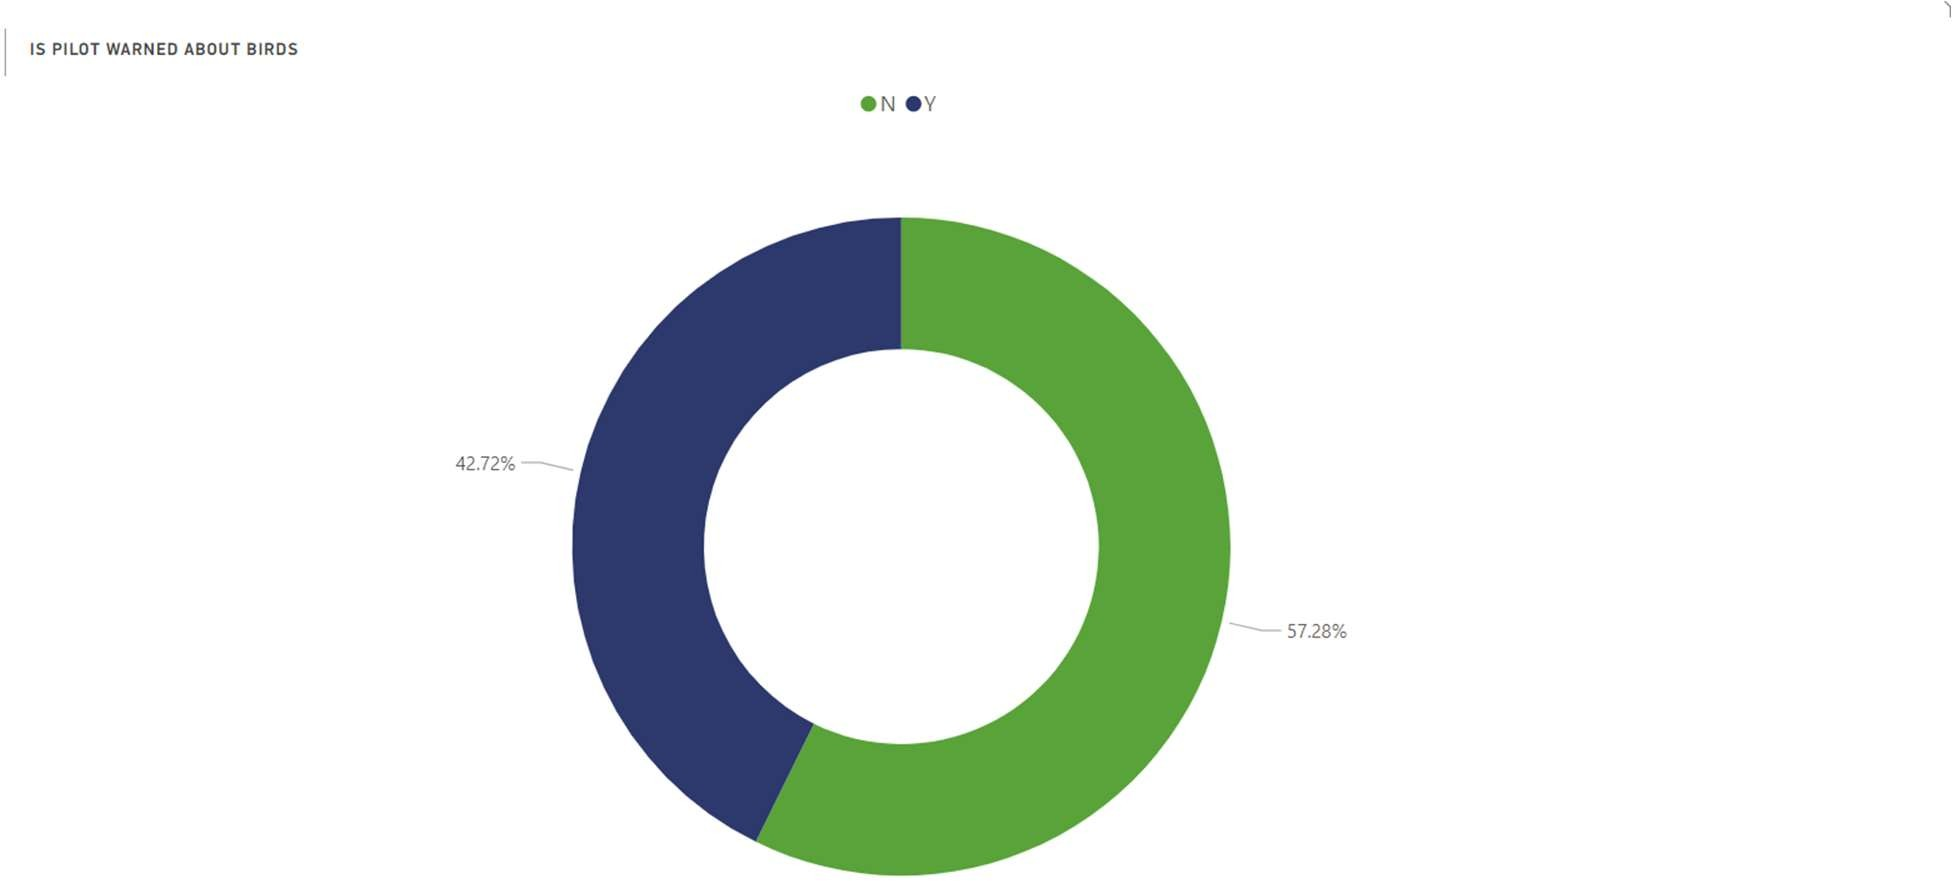 IS PILOT WARNED ABOUT BIRDS
N Y
42.72%
57.28%